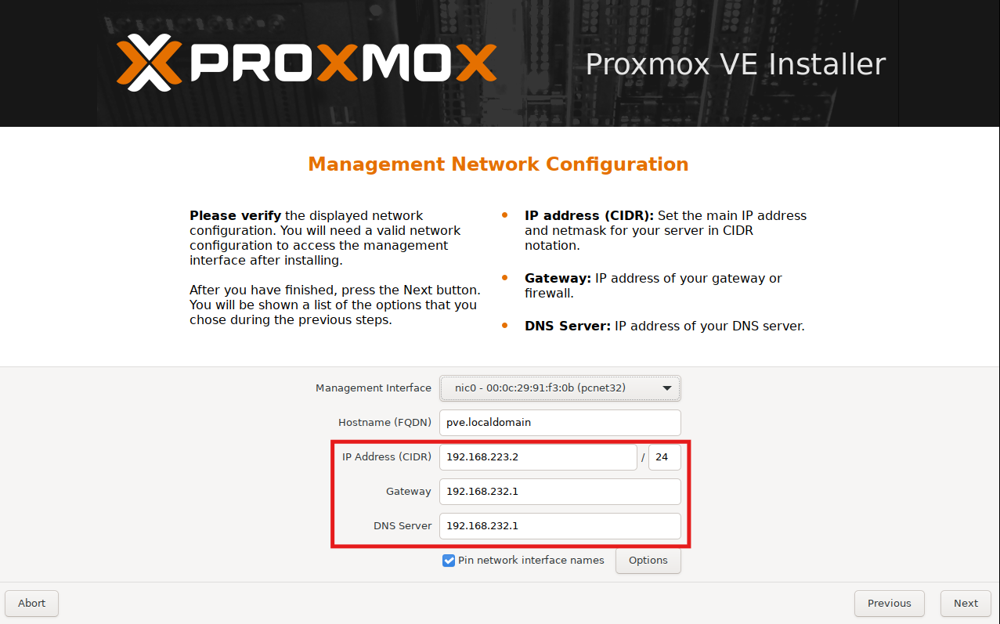 PROXMOX
Proxmox VE Installer
Management Network Configuration
Please verify the displayed network
configuration. You will need a valid network
configuration to access the management
interface after installing.
After you have finished, press the Next button.
You will be shown a list of the options that you
chose during the previous steps.
IP address (CIDR): Set the main IP address
and netmask for your server in CIDR
notation.
Gateway: IP address of your gateway or
firewall.
DNS Server: IP address of your DNS server.
Management Interface nic0 - 00:0c:29:91:f3:0b (pcnet32)
Hostname (FQDN) pve.localdomain
IP Address (CIDR) 192.168.223.2 / 24
Gateway 192.168.232.1
DNS Server 192.168.232.1
Pin network interface names Options
Abort Previous Next